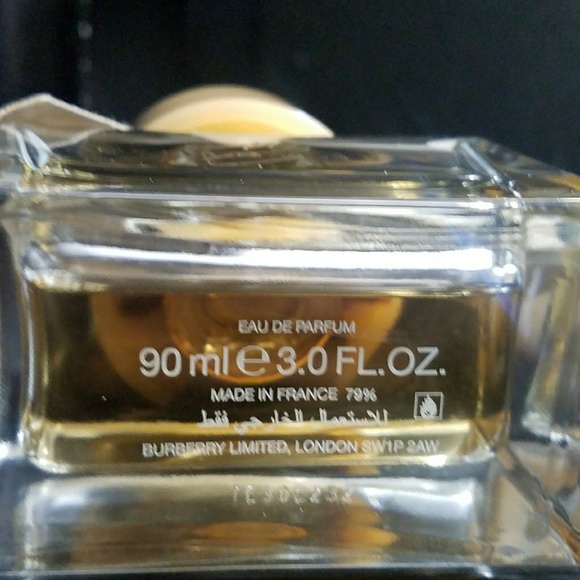 EAU DE PARFUM
90 ml ℮ 3.0 FL.OZ.
MADE IN FRANCE 79%
للاستعمال الخارجي فقط
BURBERRY LIMITED, LONDON SW1P 2AW